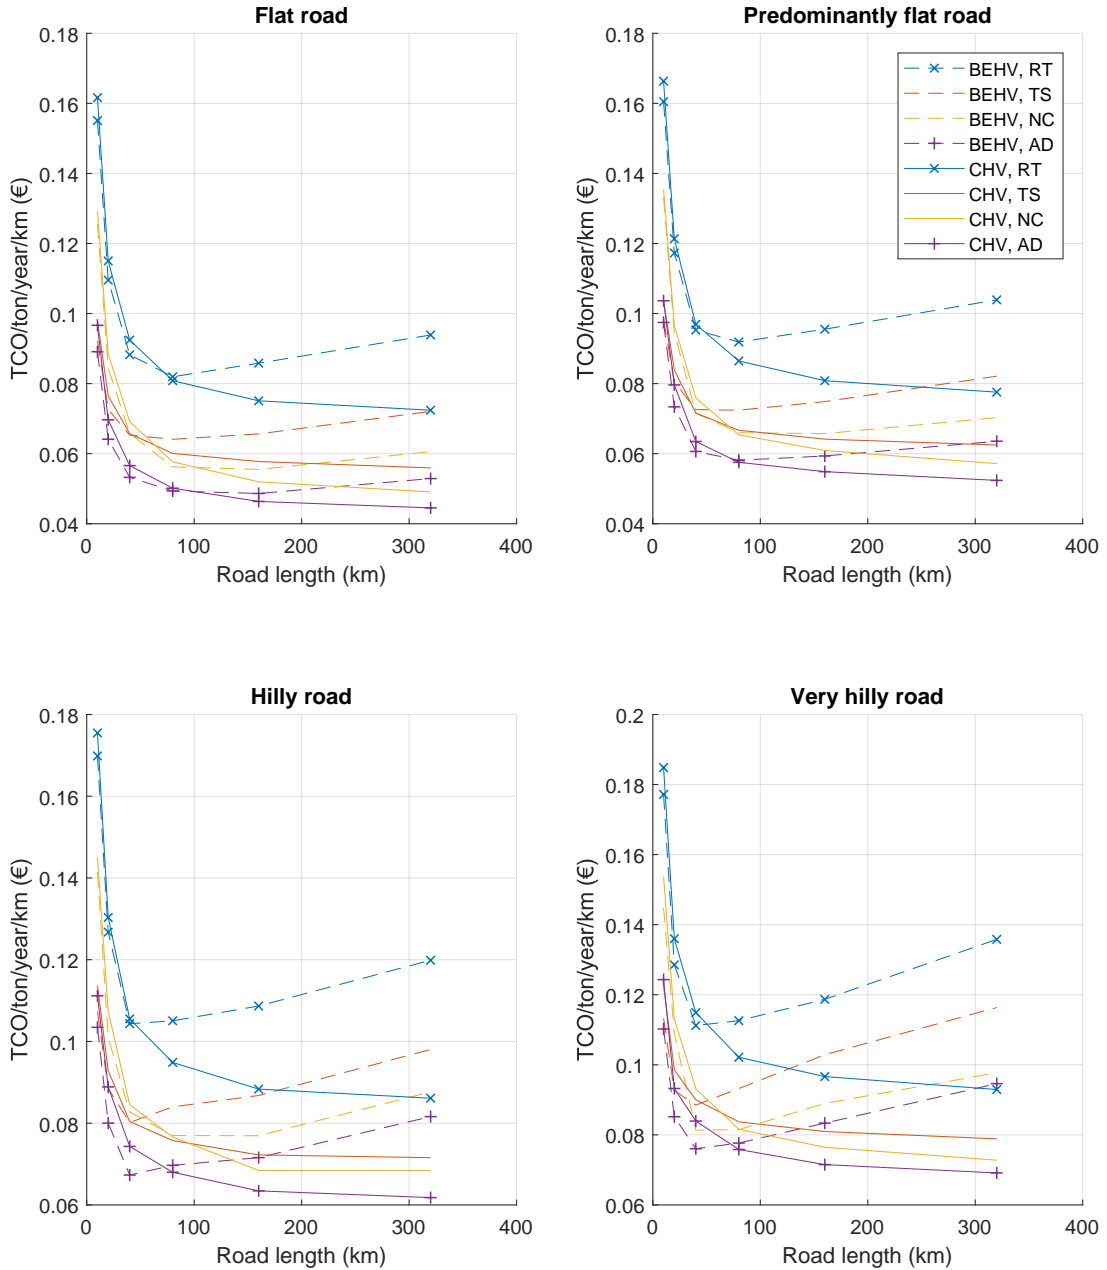 Flat road
0.18
0.16
0.14
0.12
0.1
0.08
0.06
0.04
TCO/ton/year/km (€)
0 100 200 300 400
Road length (km)
Predominantly flat road
0.18
0.16
0.14
0.12
0.1
0.08
0.06
0.04
TCO/ton/year/km (€)
BEHV, RT
BEHV, TS
BEHV, NC
BEHV, AD
CHV, RT
CHV, TS
CHV, NC
CHV, AD
0 100 200 300 400
Road length (km)
Hilly road
0.18
0.16
0.14
0.12
0.1
0.08
0.06
TCO/ton/year/km (€)
0 100 200 300 400
Road length (km)
Very hilly road
0.2
0.18
0.16
0.14
0.12
0.1
0.08
0.06
TCO/ton/year/km (€)
0 100 200 300 400
Road length (km)